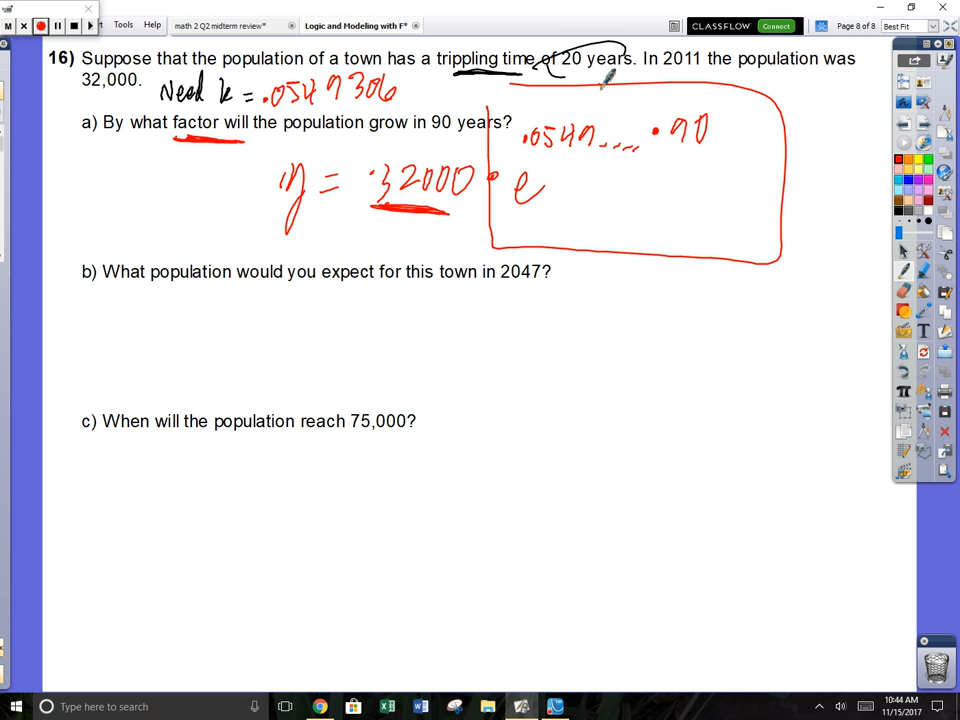 M
rt Tools Help
math 2 Q2 midterm review*
Logic and Modeling with F*
CLASSFLOW Connect
Page 8 of 8
Best Fit
16) Suppose that the population of a town has a trippling time of 20 years. In 2011 the population was
32,000.
Need k = .0549306
a) By what factor will the population grow in 90 years?
.0549..... • 90
y = 32000 • e
b) What population would you expect for this town in 2047?
c) When will the population reach 75,000?
Type here to search
10:44 AM
11/15/2017